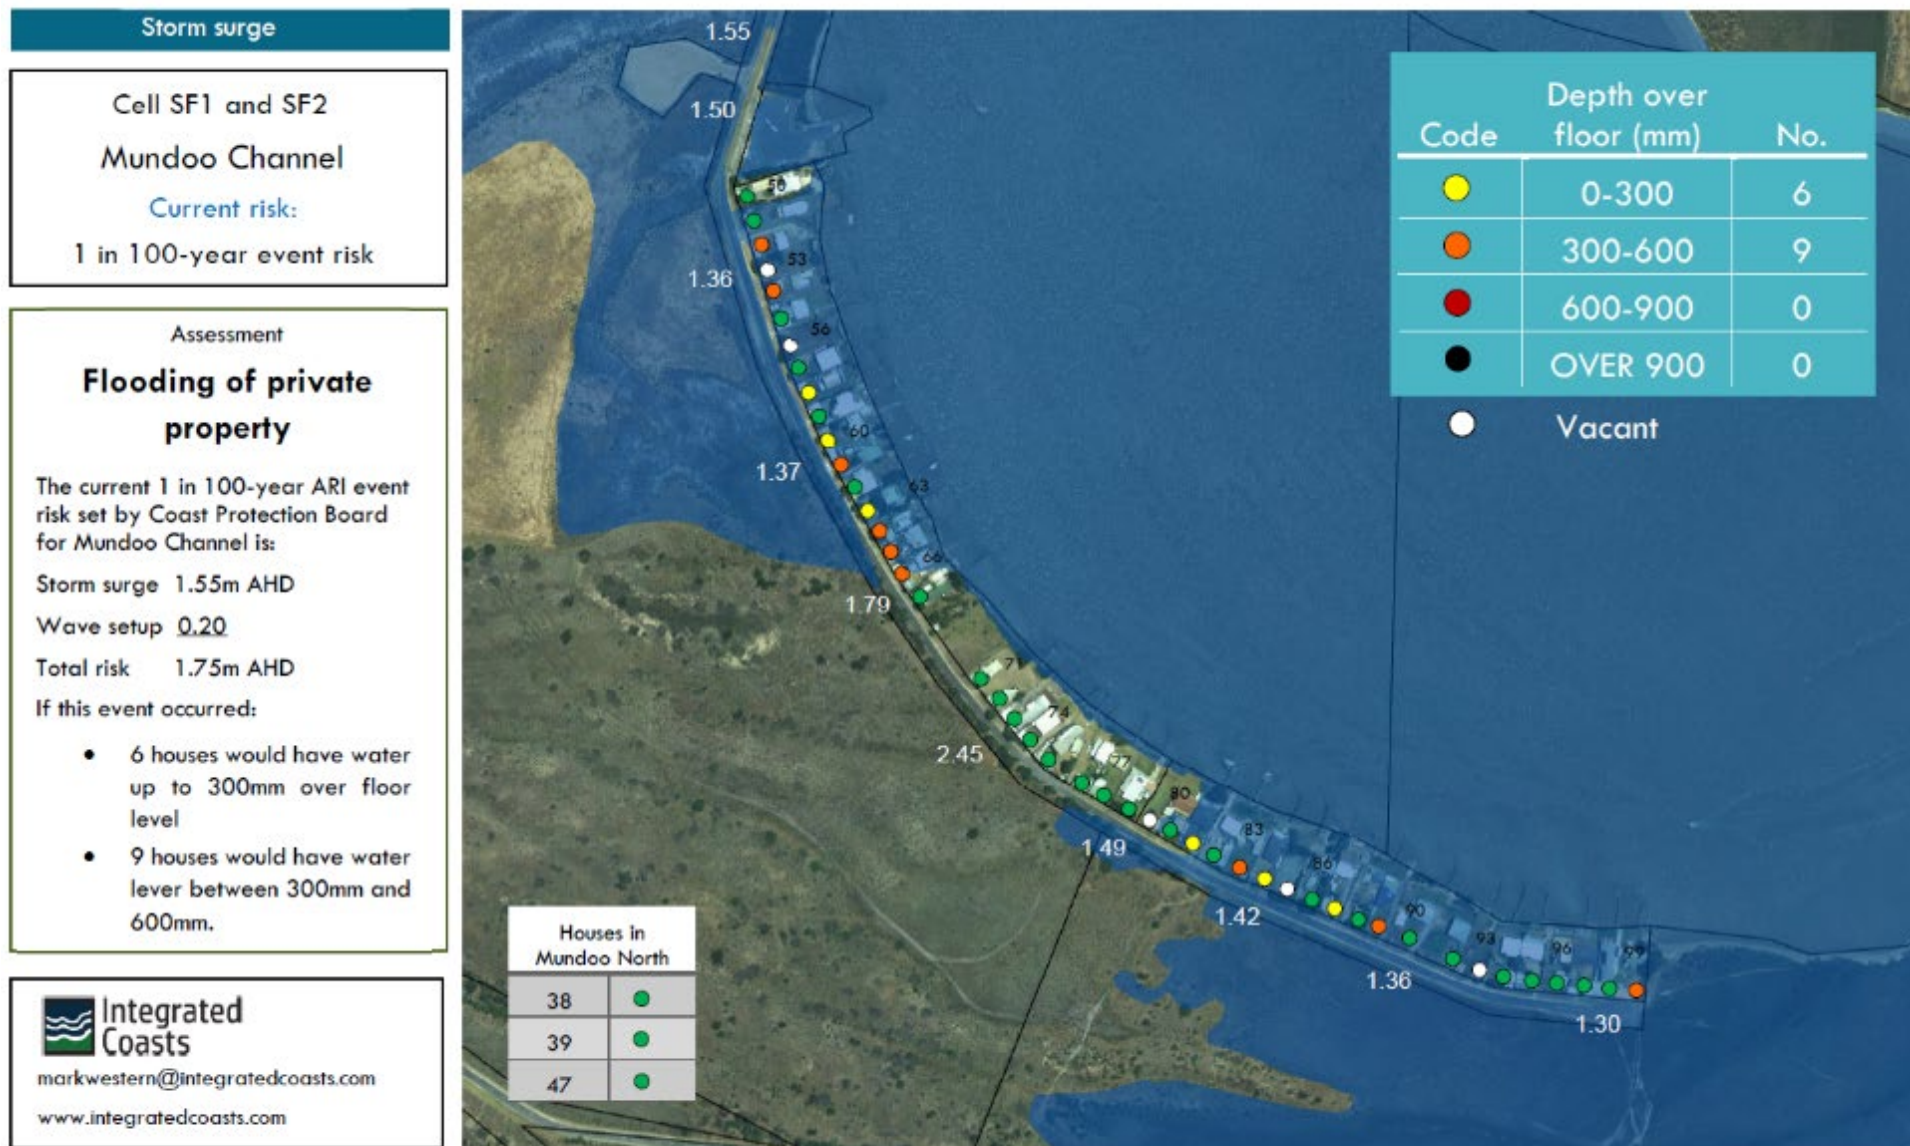 Storm surge
Cell SF1 and SF2
Mundoo Channel
Current risk:
1 in 100-year event risk
Assessment
Flooding of private
property
The current 1 in 100-year ARI event
risk set by Coast Protection Board
for Mundoo Channel is:
Storm surge 1.55m AHD
Wave setup 0.20
Total risk 1.75m AHD
If this event occurred:
• 6 houses would have water
up to 300mm over floor
level
• 9 houses would have water
lever between 300mm and
600mm.
Integrated
Coasts
markwestern@integratedcoasts.com
www.integratedcoasts.com
1.55
1.50
53
1.36
56
60
1.37
63
66
1.79
71
74
2.45
77
80
1.49
83
86
1.42
90
93
96
99
1.36
1.30
Code Depth over floor (mm) No.
0-300 6
300-600 9
600-900 0
OVER 900 0
Vacant
Houses in
Mundoo North
38
39
47